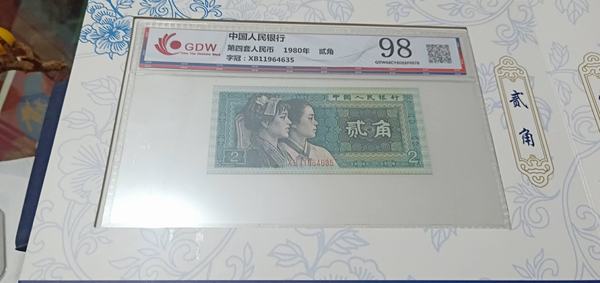 GDW
中国人民银行
第四套人民币 1980年 贰角
字冠:XB11964635
98
中国人民银行
贰角
XB11964635
2
2
贰角